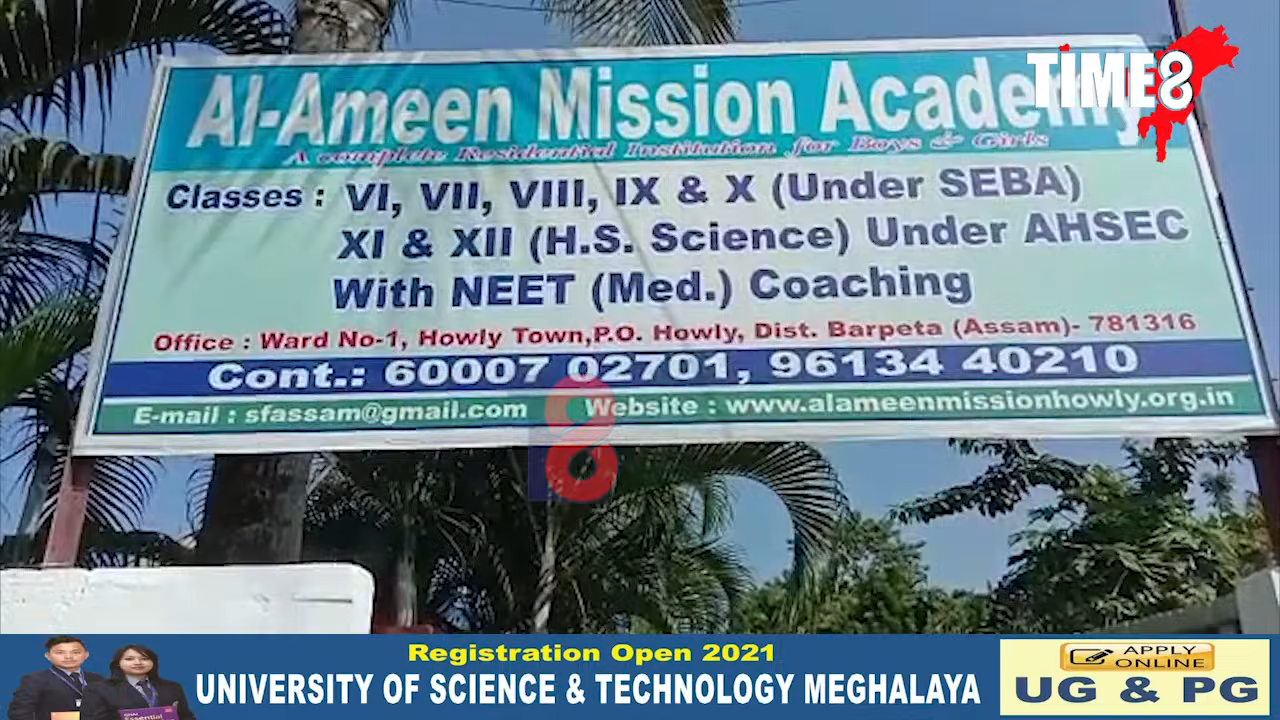 Al-Ameen Mission Academy
TIME8
A complete Residential Institution for Boys & Girls
Classes : VI, VII, VIII, IX & X (Under SEBA)
XI & XII (H.S. Science) Under AHSEC
With NEET (Med.) Coaching
Office : Ward No-1, Howly Town,P.O. Howly, Dist. Barpeta (Assam)- 781316
Cont.: 60007 02701, 96134 40210
E-mail : sfassam@gmail.com Website : www.alameenmissionhowly.org.in
Registration Open 2021
UNIVERSITY OF SCIENCE & TECHNOLOGY MEGHALAYA
APPLY
ONLINE
UG & PG
Essential